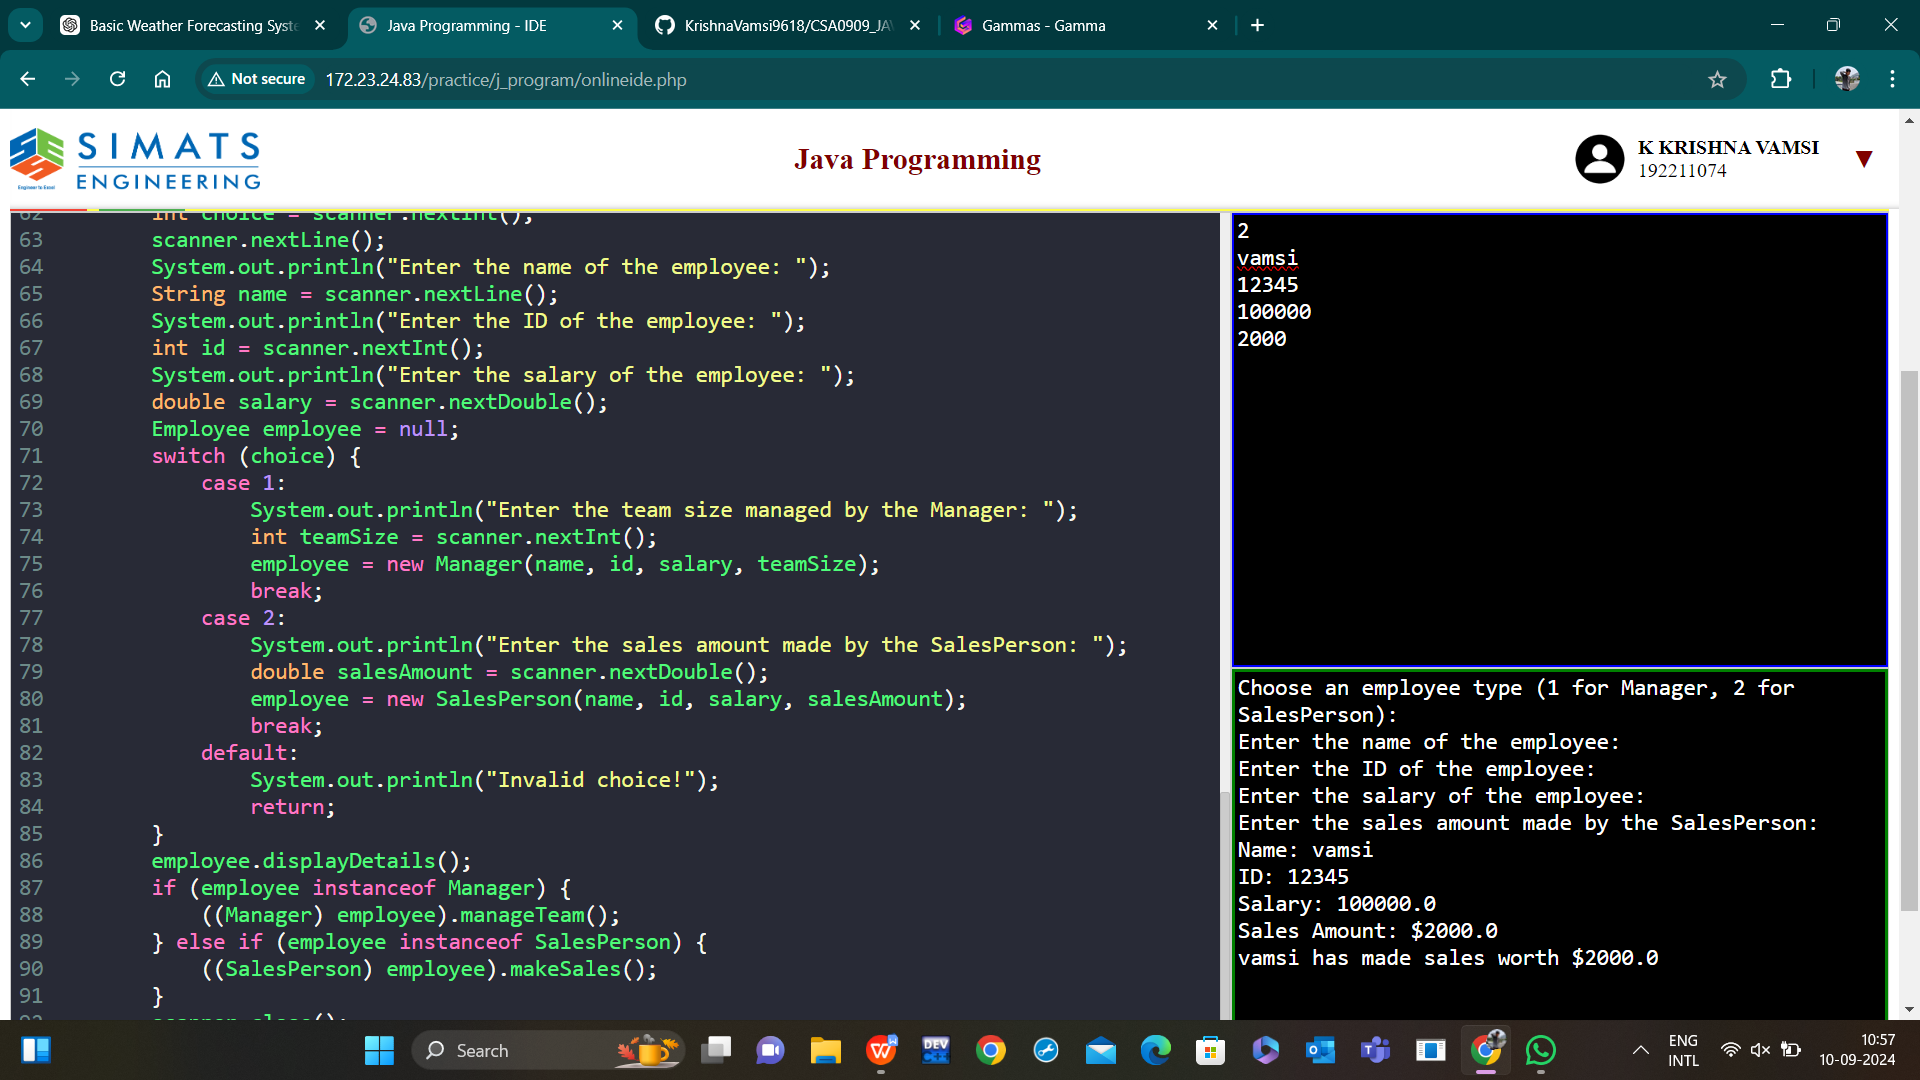 Basic Weather Forecasting Syste
Java Programming - IDE
KrishnaVamsi9618/CSA0909_JAV
Gammas - Gamma
Not secure
172.23.24.83/practice/j_program/onlineide.php
SIMATS
ENGINEERING
Engineer to Excel
Java Programming
K KRISHNA VAMSI
192211074
62 int choice = scanner.nextInt();
63 scanner.nextLine();
64 System.out.println("Enter the name of the employee: ");
65 String name = scanner.nextLine();
66 System.out.println("Enter the ID of the employee: ");
67 int id = scanner.nextInt();
68 System.out.println("Enter the salary of the employee: ");
69 double salary = scanner.nextDouble();
70 Employee employee = null;
71 switch (choice) {
72 case 1:
73 System.out.println("Enter the team size managed by the Manager: ");
74 int teamSize = scanner.nextInt();
75 employee = new Manager(name, id, salary, teamSize);
76 break;
77 case 2:
78 System.out.println("Enter the sales amount made by the SalesPerson: ");
79 double salesAmount = scanner.nextDouble();
80 employee = new SalesPerson(name, id, salary, salesAmount);
81 break;
82 default:
83 System.out.println("Invalid choice!");
84 return;
85 }
86 employee.displayDetails();
87 if (employee instanceof Manager) {
88 ((Manager) employee).manageTeam();
89 } else if (employee instanceof SalesPerson) {
90 ((SalesPerson) employee).makeSales();
91 }
92 scanner.close();
2
vamsi
12345
100000
2000
Choose an employee type (1 for Manager, 2 for
SalesPerson):
Enter the name of the employee:
Enter the ID of the employee:
Enter the salary of the employee:
Enter the sales amount made by the SalesPerson:
Name: vamsi
ID: 12345
Salary: 100000.0
Sales Amount: $2000.0
vamsi has made sales worth $2000.0
Search
DEV
ENG
INTL
10:57
10-09-2024